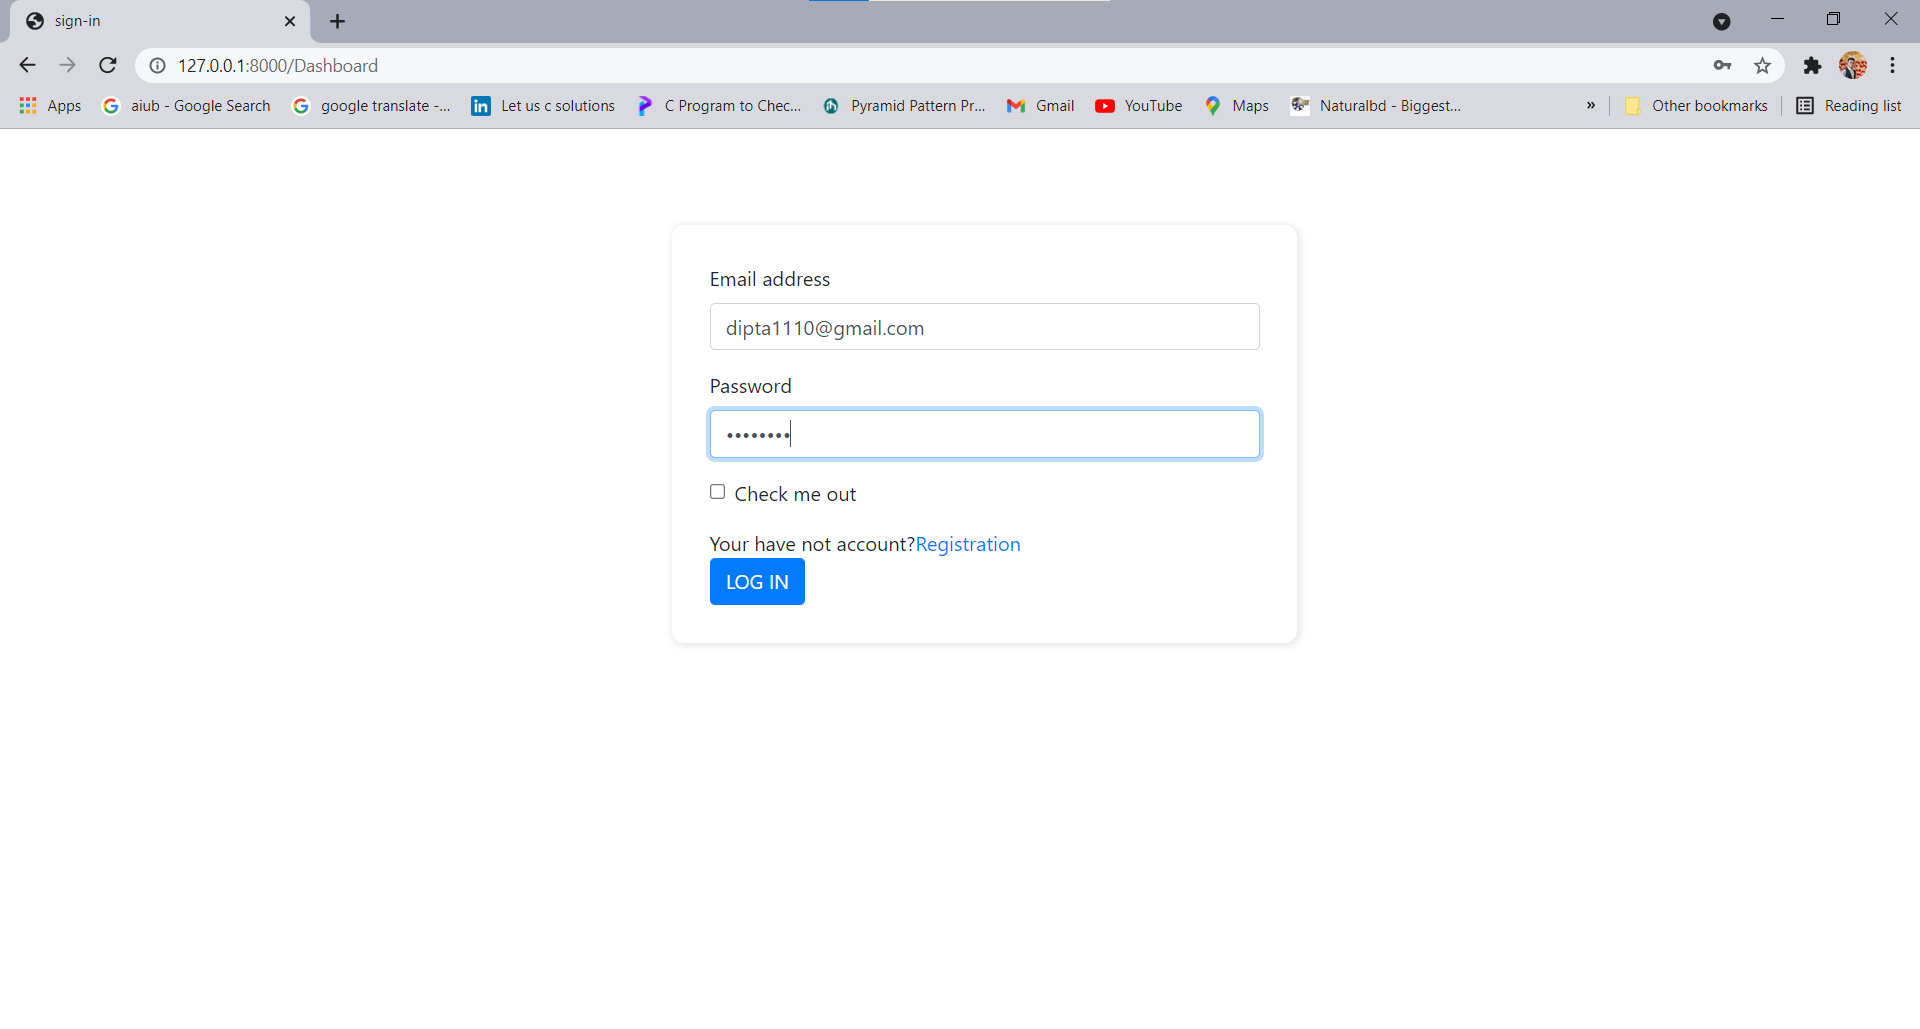 sign-in
127.0.0.1:8000/Dashboard
Apps aiub - Google Search google translate -... Let us c solutions C Program to Chec... Pyramid Pattern Pr... Gmail YouTube Maps Naturalbd - Biggest... » Other bookmarks Reading list
Email address
dipta1110@gmail.com
Password
••••••••
Check me out
Your have not account?Registration
LOG IN